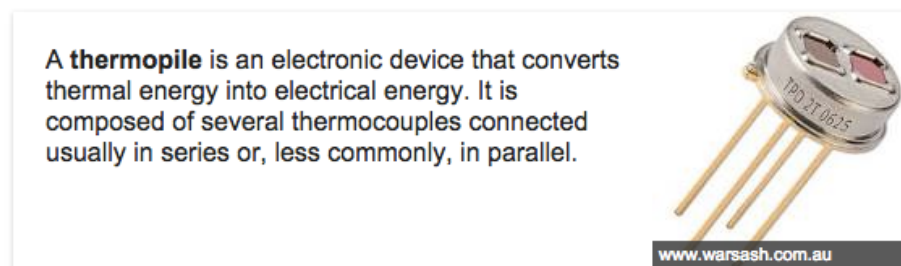 A thermopile is an electronic device that converts
thermal energy into electrical energy. It is
composed of several thermocouples connected
usually in series or, less commonly, in parallel.
TPD 2T 0625
www.warsash.com.au